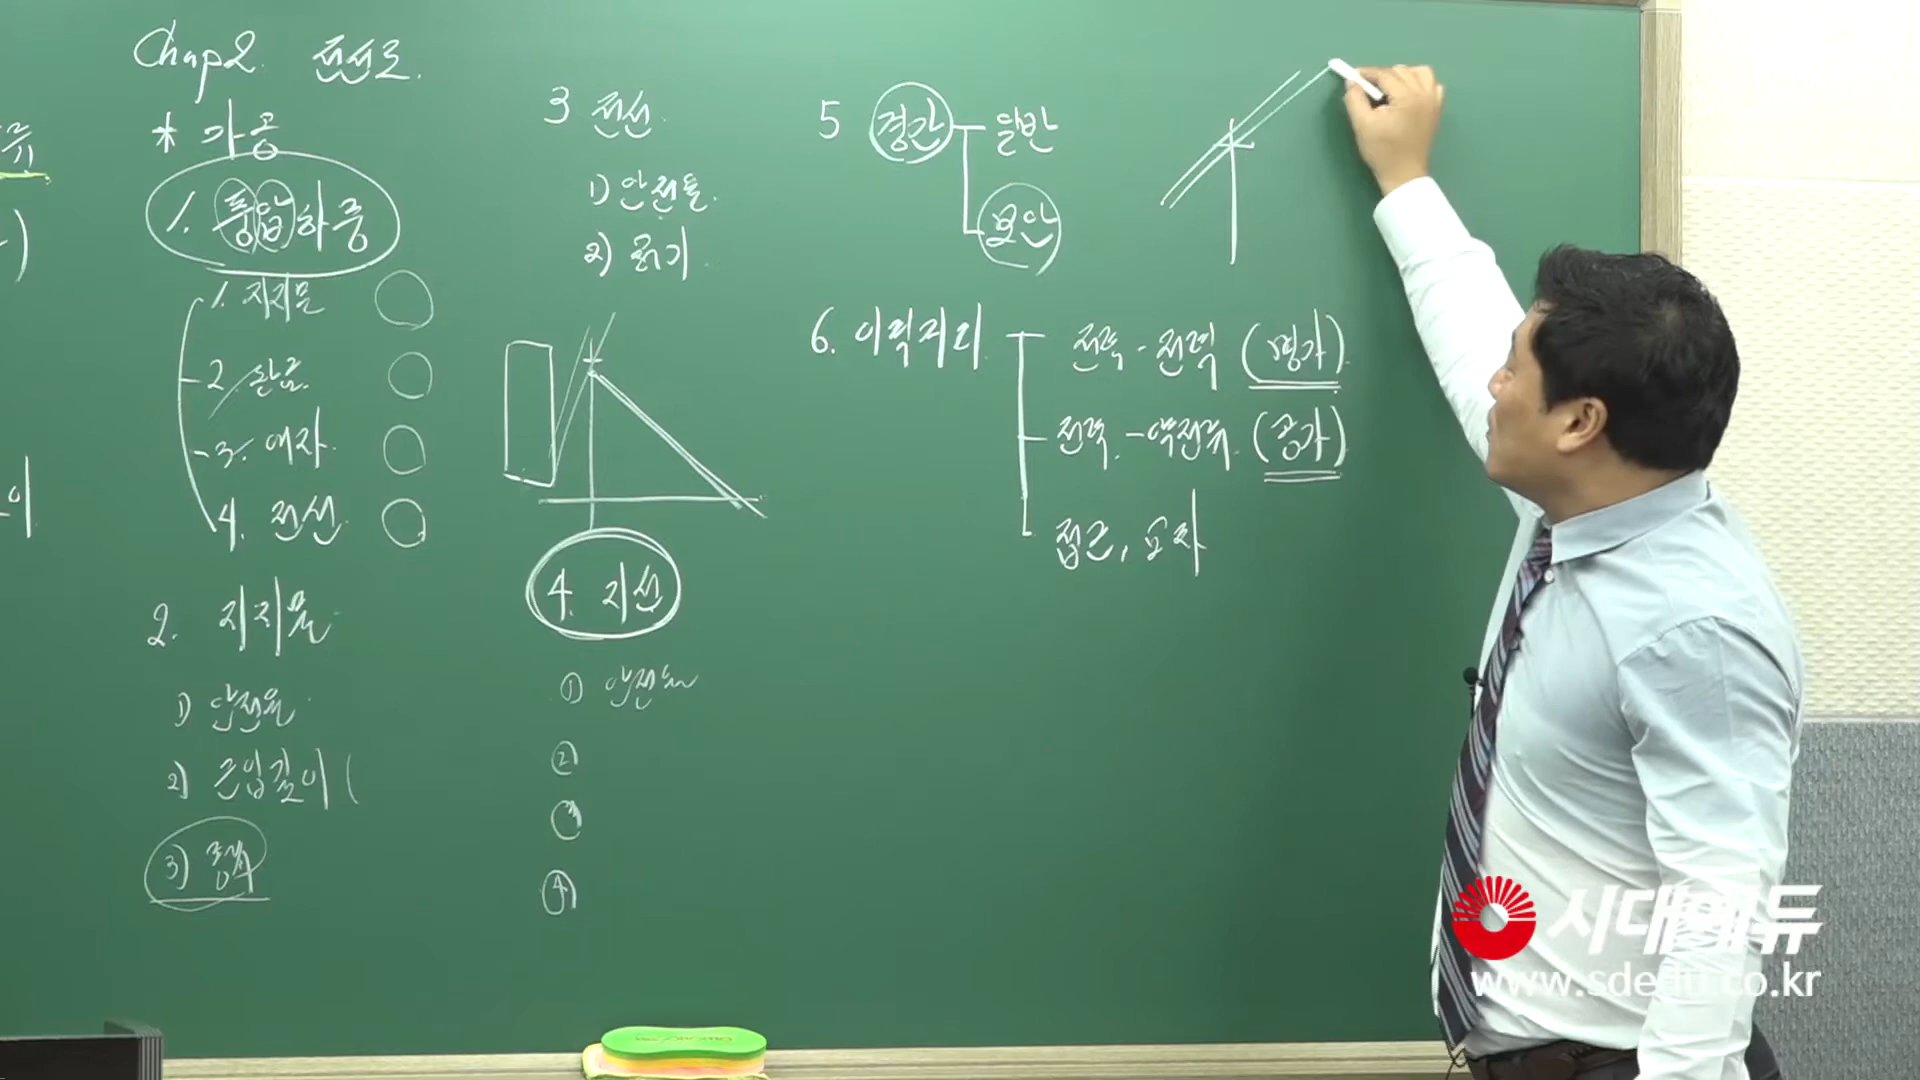 Chap2. 전선로.
* 가공
1. 풍압하중
1. 지지물
2. 완금.
3. 애자.
4. 전선.
2. 지지물
1) 안전율
2) 근입깊이(
3)
3 전선.
1) 안전율.
2) 굵기.
4. 지선
① 안전율
②
③
④
5 경간 일반
보안
6. 이격거리
전력 - 전력 (병가).
전력 - 약전류. (공가)
접근, 교차
시대에듀
www.sdedu.co.kr